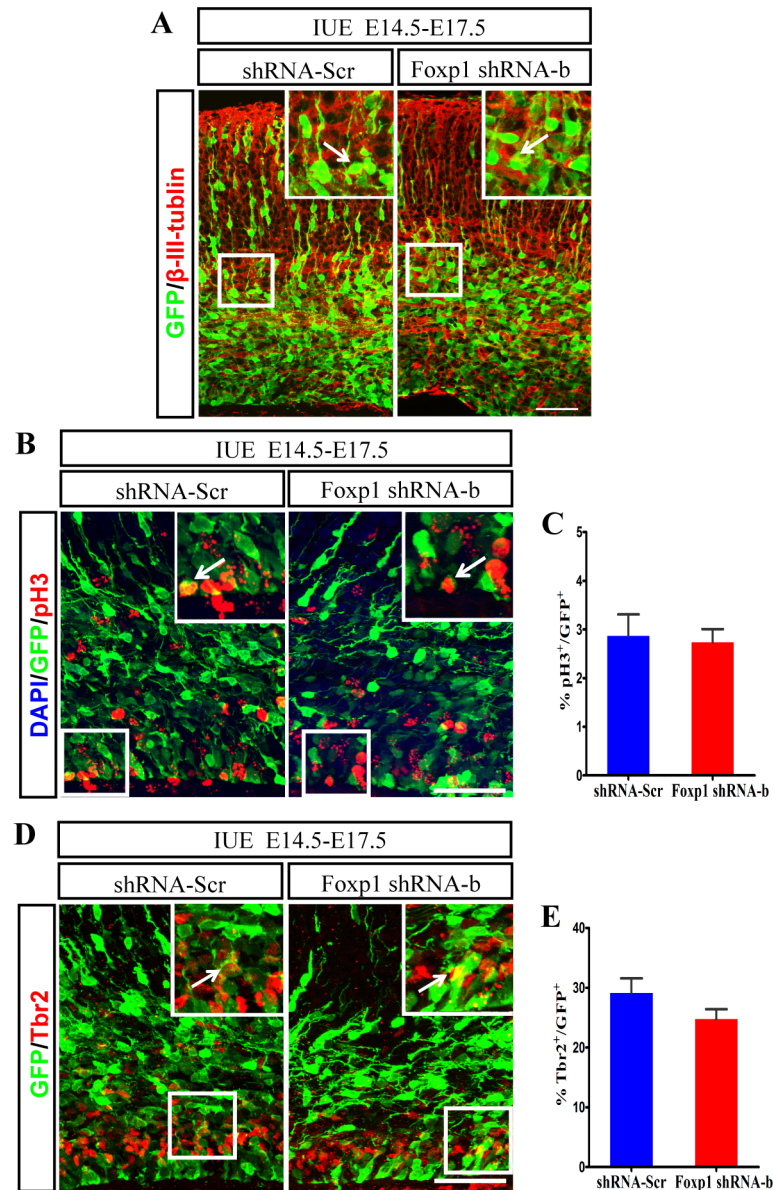 A
IUE E14.5-E17.5
shRNA-Scr
Foxp1 shRNA-b
GFP/β-III-tublin
B
IUE E14.5-E17.5
shRNA-Scr
Foxp1 shRNA-b
DAPI/GFP/pH3
C
% pH3⁺/GFP⁺
5
4
3
2
1
0
shRNA-Scr
Foxp1 shRNA-b
D
IUE E14.5-E17.5
shRNA-Scr
Foxp1 shRNA-b
GFP/Tbr2
E
% Tbr2⁺/GFP⁺
40
30
20
10
0
shRNA-Scr
Foxp1 shRNA-b